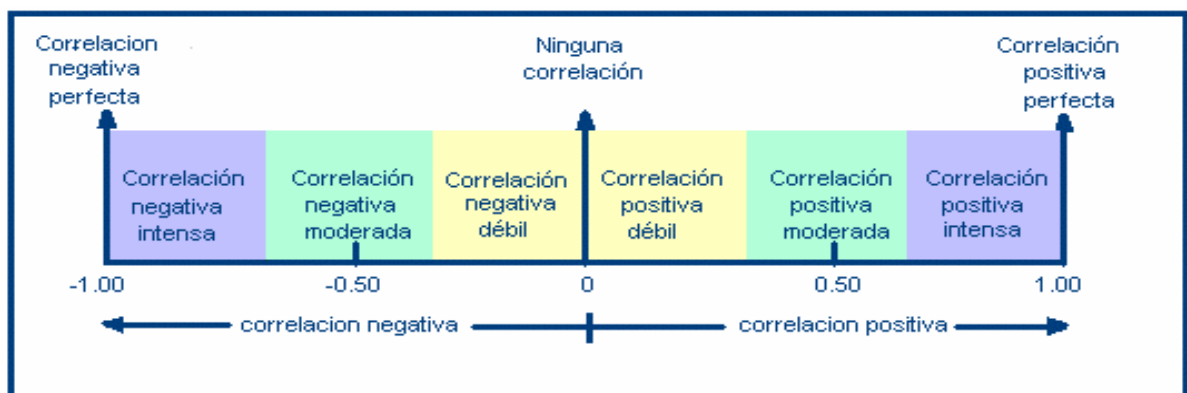 Correlacion
negativa
perfecta
Ninguna
correlación
Correlación
positiva
perfecta
Correlación
negativa
intensa
Correlación
negativa
moderada
Correlación
negativa
débil
Correlación
positiva
débil
Correlación
positiva
moderada
Correlación
positiva
intensa
-1.00
-0.50
0
0.50
1.00
correlacion negativa
correlacion positiva